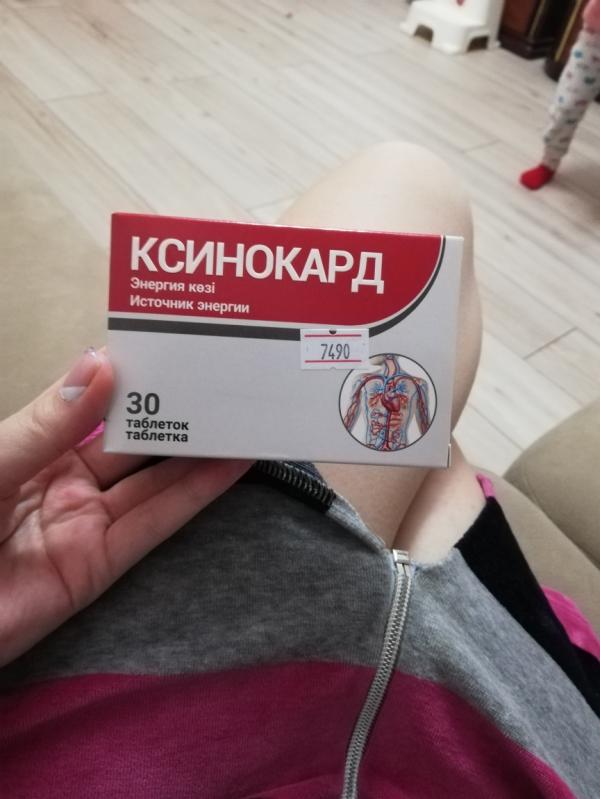 КСИНОКАРД
Энергия көзі
Источник энергии
7490
30
таблеток
таблетка